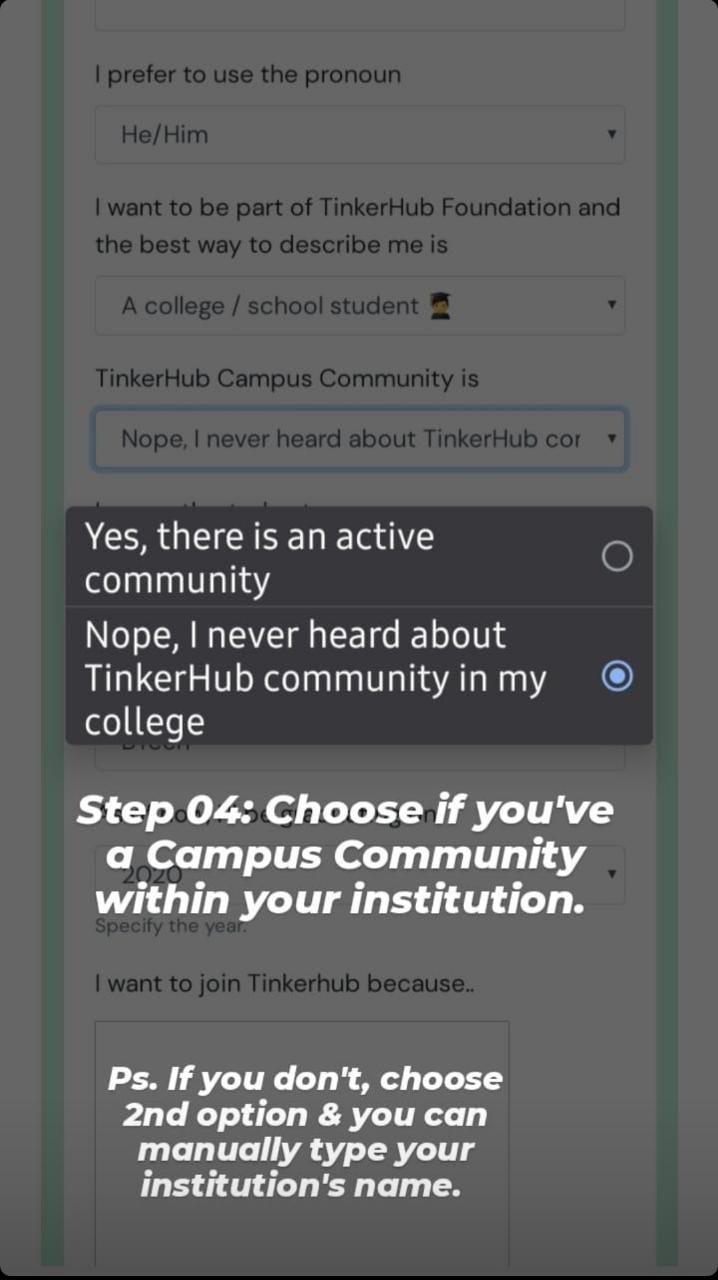 I prefer to use the pronoun
He/Him
I want to be part of TinkerHub Foundation and
the best way to describe me is
A college / school student 👨‍🎓
TinkerHub Campus Community is
Nope, I never heard about TinkerHub cor
Yes, there is an active
community
Nope, I never heard about
TinkerHub community in my
college
BTech
Step 04: Choose if you've
a Campus Community
2020
within your institution.
Specify the year.
I want to join Tinkerhub because..
Ps. If you don't, choose
2nd option & you can
manually type your
institution's name.